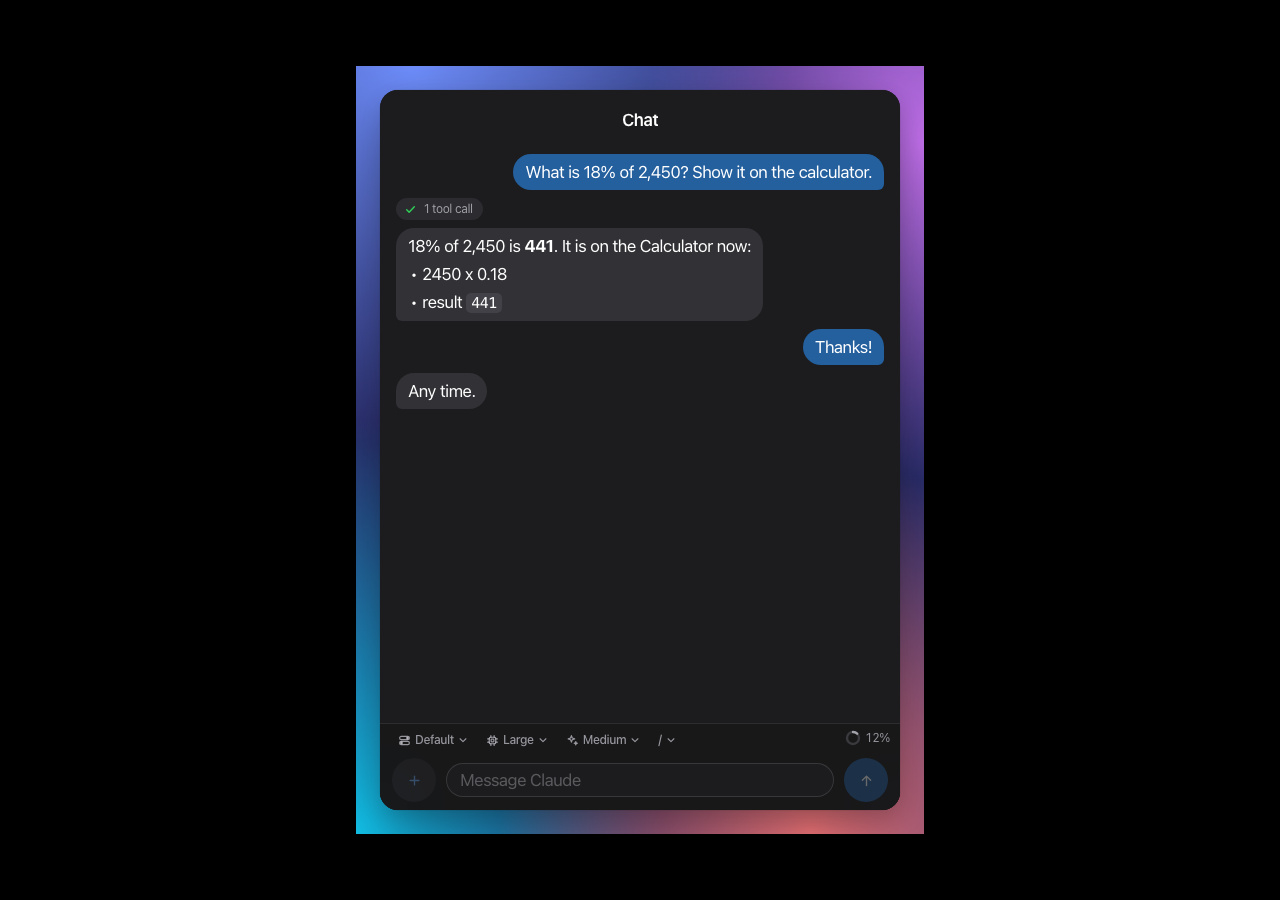 Chat
What is 18% of 2,450? Show it on the calculator.
1 tool call
18% of 2,450 is 441. It is on the Calculator now:
• 2450 x 0.18
• result 441
Thanks!
Any time.
Default Large Medium / 12%
+ Message Claude